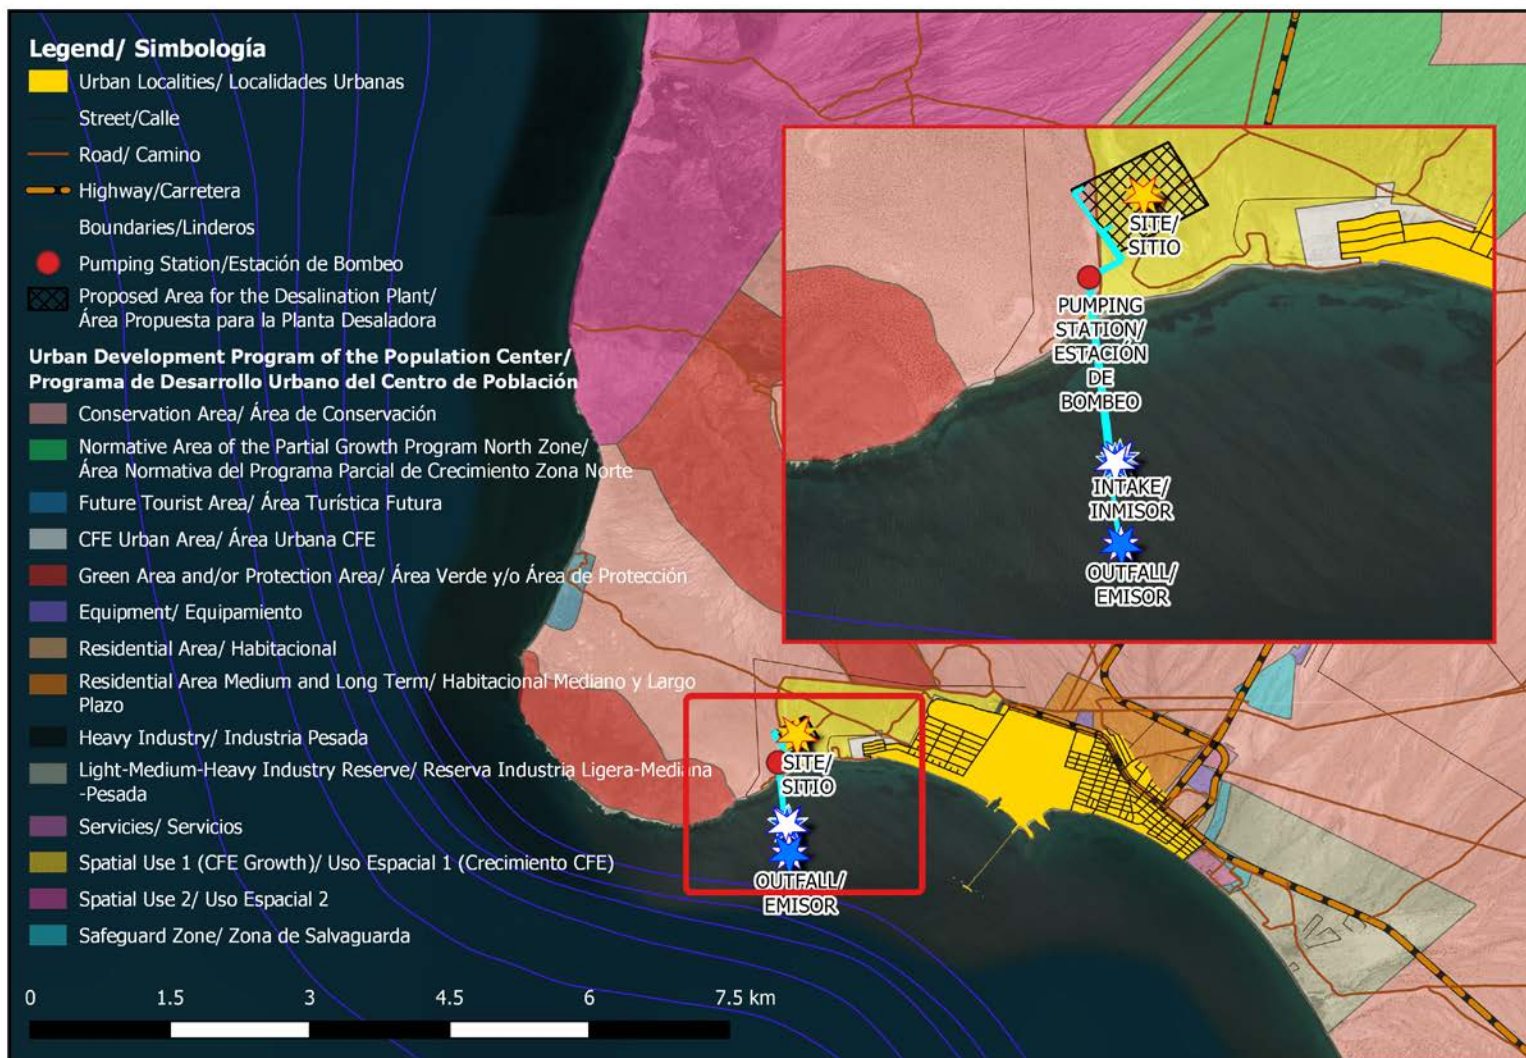 Legend/ Simbología
Urban Localities/ Localidades Urbanas
Street/Calle
Road/ Camino
Highway/Carretera
Boundaries/Linderos
Pumping Station/Estación de Bombeo
Proposed Area for the Desalination Plant/
Área Propuesta para la Planta Desaladora
Urban Development Program of the Population Center/
Programa de Desarrollo Urbano del Centro de Población
Conservation Area/ Área de Conservación
Normative Area of the Partial Growth Program North Zone/
Área Normativa del Programa Parcial de Crecimiento Zona Norte
Future Tourist Area/ Área Turística Futura
CFE Urban Area/ Área Urbana CFE
Green Area and/or Protection Area/ Área Verde y/o Área de Protección
Equipment/ Equipamiento
Residential Area/ Habitacional
Residential Area Medium and Long Term/ Habitacional Mediano y Largo
Plazo
Heavy Industry/ Industria Pesada
Light-Medium-Heavy Industry Reserve/ Reserva Industria Ligera-Mediana
-Pesada
Servicies/ Servicios
Spatial Use 1 (CFE Growth)/ Uso Espacial 1 (Crecimiento CFE)
Spatial Use 2/ Uso Espacial 2
Safeguard Zone/ Zona de Salvaguarda
0 1.5 3 4.5 6 7.5 km
SITE/
SITIO
PUMPING
STATION/
ESTACIÓN
DE
BOMBEO
INTAKE/
INMISOR
OUTFALL/
EMISOR
SITE/
SITIO
OUTFALL/
EMISOR